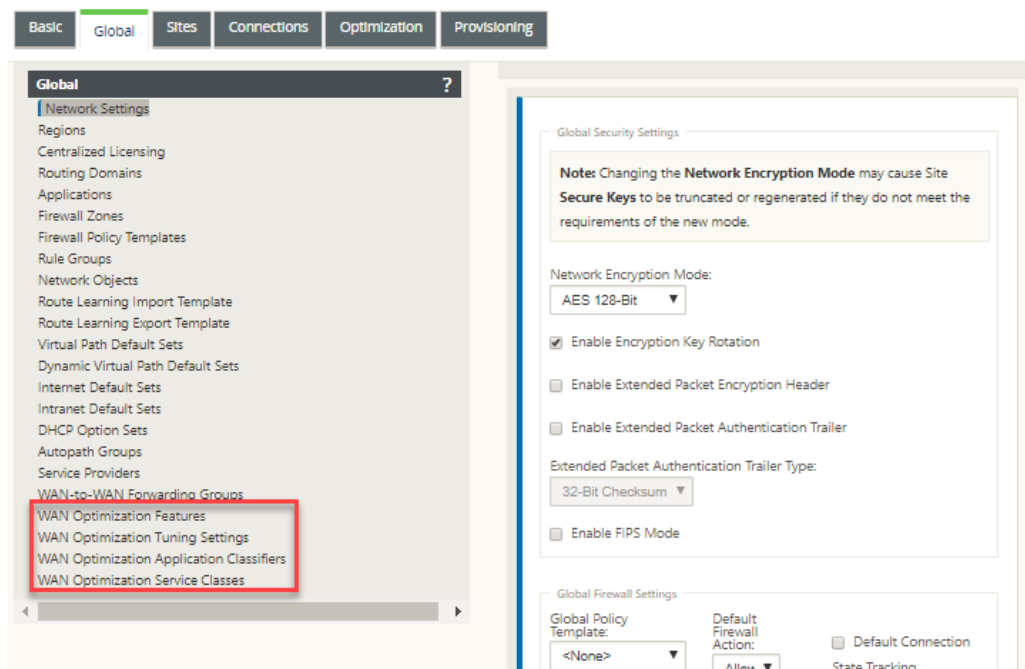 Basic Global Sites Connections Optimization Provisioning
Global ?
Network Settings
Regions
Centralized Licensing
Routing Domains
Applications
Firewall Zones
Firewall Policy Templates
Rule Groups
Network Objects
Route Learning Import Template
Route Learning Export Template
Virtual Path Default Sets
Dynamic Virtual Path Default Sets
Internet Default Sets
Intranet Default Sets
DHCP Option Sets
Autopath Groups
Service Providers
WAN-to-WAN Forwarding Groups
WAN Optimization Features
WAN Optimization Tuning Settings
WAN Optimization Application Classifiers
WAN Optimization Service Classes
Global Security Settings
Note: Changing the Network Encryption Mode may cause Site
Secure Keys to be truncated or regenerated if they do not meet the
requirements of the new mode.
Network Encryption Mode:
AES 128-Bit
Enable Encryption Key Rotation
Enable Extended Packet Encryption Header
Enable Extended Packet Authentication Trailer
Extended Packet Authentication Trailer Type:
32-Bit Checksum
Enable FIPS Mode
Global Firewall Settings
Global Policy
Template:
<None>
Default
Firewall
Action:
Allow
Default Connection
State Tracking